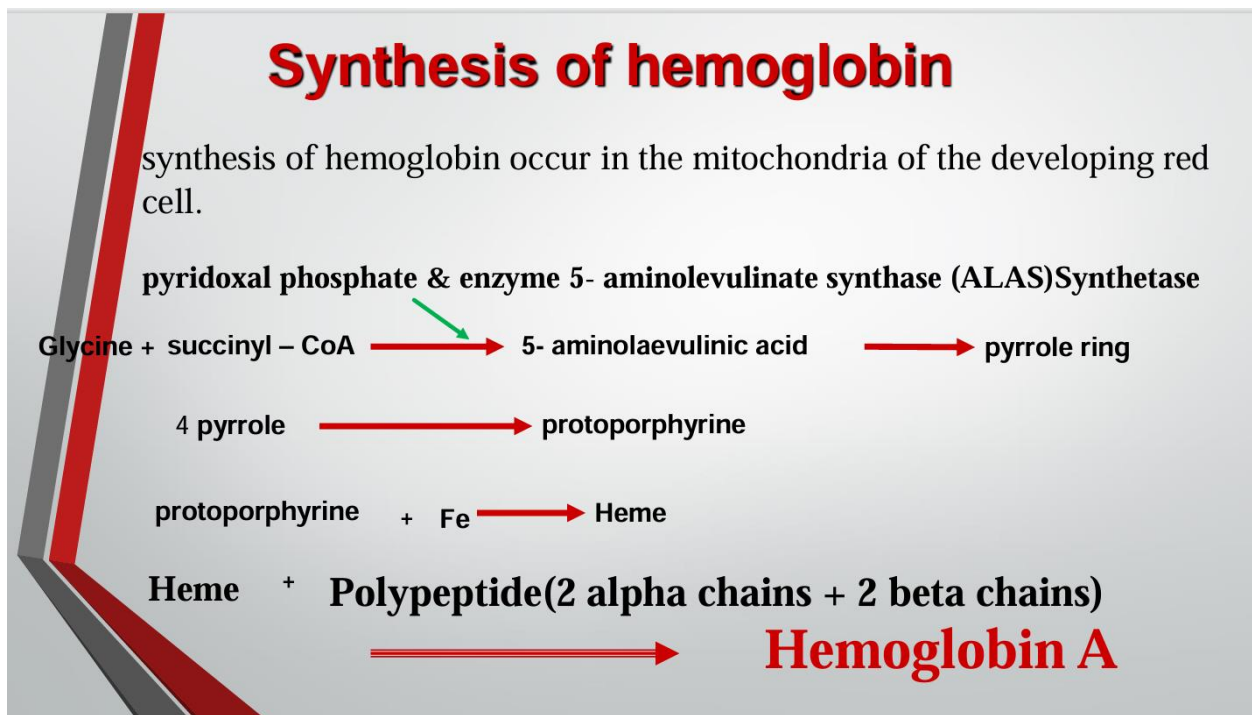 Synthesis of hemoglobin
synthesis of hemoglobin occur in the mitochondria of the developing red
cell.
pyridoxal phosphate & enzyme 5- aminolevulinate synthase (ALAS)Synthetase
Glycine + succinyl – CoA 5- aminolaevulinic acid pyrrole ring
4 pyrrole protoporphyrine
protoporphyrine + Fe Heme
Heme + Polypeptide(2 alpha chains + 2 beta chains)
Hemoglobin A